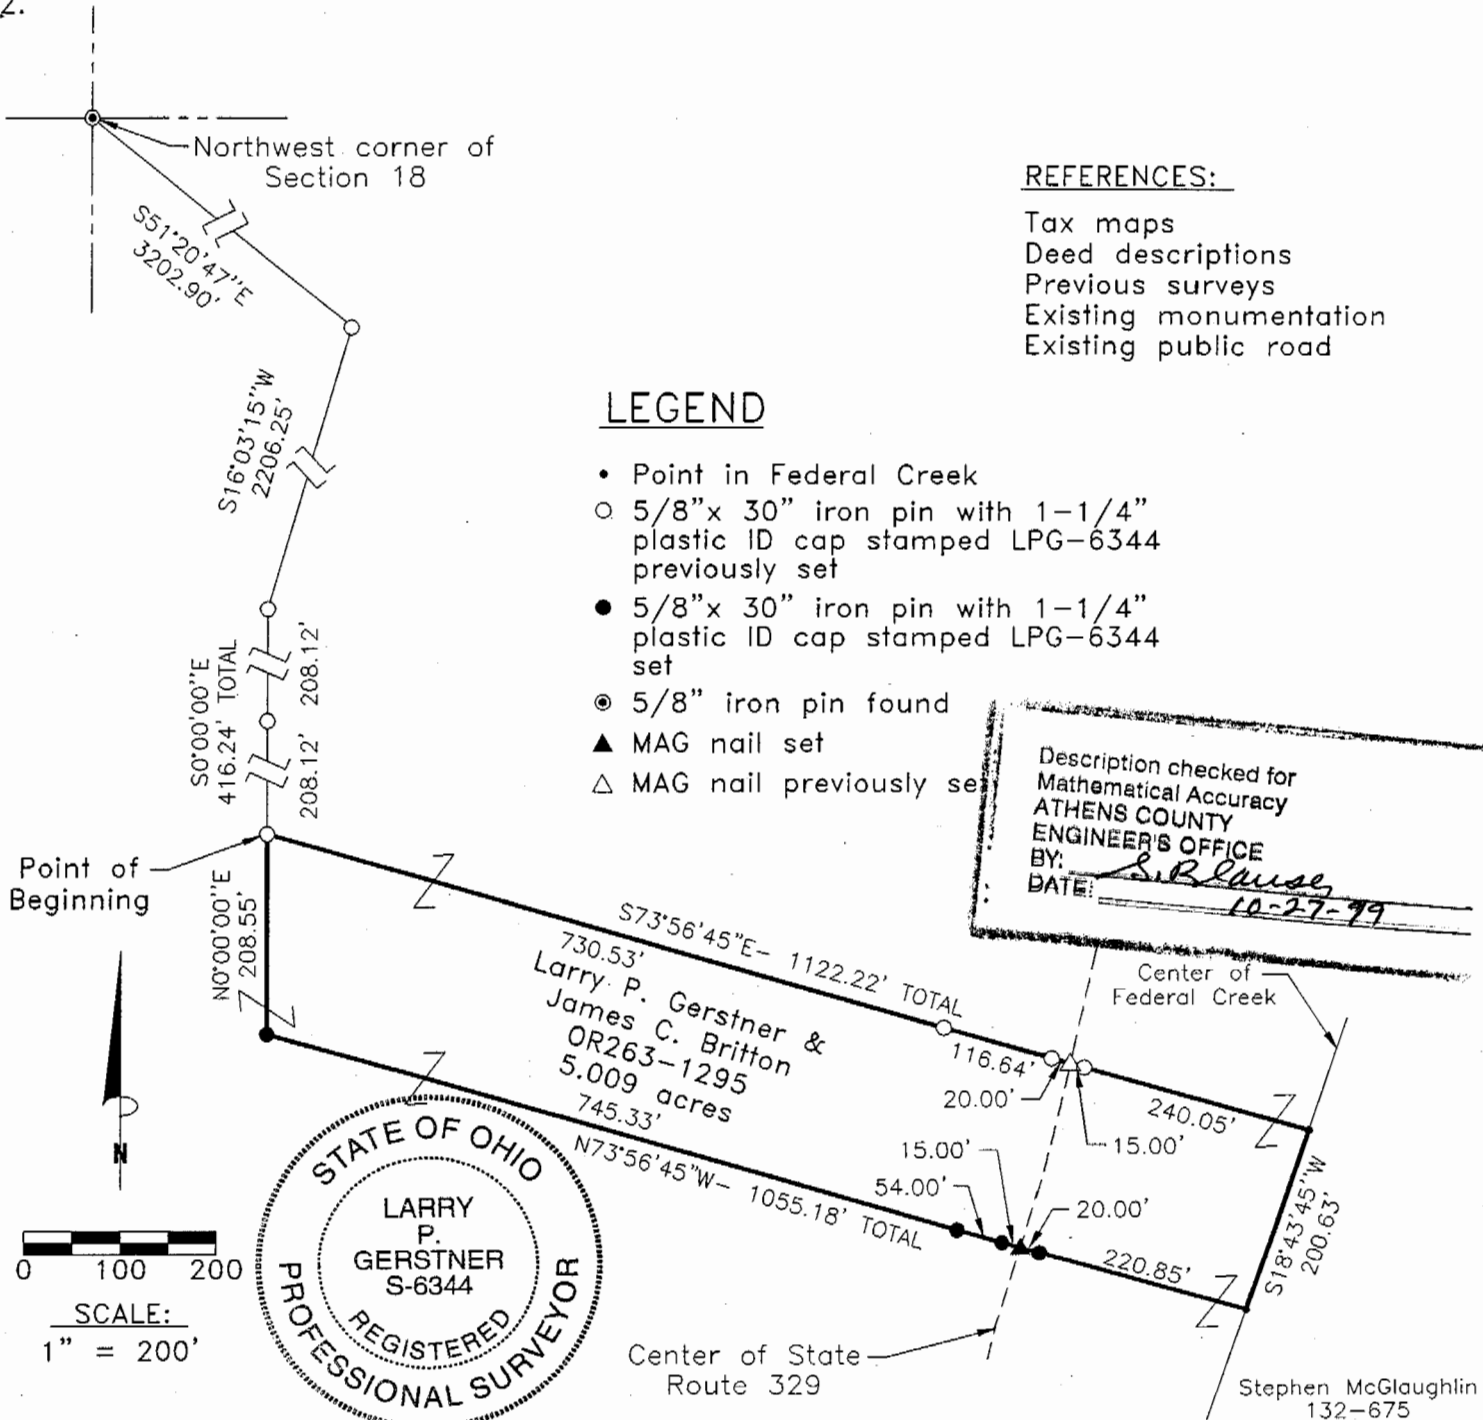 2.
Northwest corner of
Section 18
S51°20'47"E
3202.90'
S16°03'15"W
2206.25'
REFERENCES:
Tax maps
Deed descriptions
Previous surveys
Existing monumentation
Existing public road
LEGEND
Point in Federal Creek
5/8"x 30" iron pin with 1-1/4"
plastic ID cap stamped LPG-6344
previously set
5/8"x 30" iron pin with 1-1/4"
plastic ID cap stamped LPG-6344
set
5/8" iron pin found
MAG nail set
MAG nail previously se
S0°00'00"E
416.24' TOTAL
208.12'
208.12'
Description checked for
Mathematical Accuracy
ATHENS COUNTY
ENGINEER'S OFFICE
BY: S. Blauser
DATE: 10-27-99
Point of
Beginning
N0°00'00"E
208.55'
S73°56'45"E- 1122.22' TOTAL
730.53'
Larry P. Gerstner &
James C. Britton
OR263-1295
5.009 acres
745.33'
N73°56'45"W- 1055.18' TOTAL
116.64'
20.00'
15.00'
240.05'
Center of
Federal Creek
S18°43'45"W
200.63'
15.00'
54.00'
20.00'
220.85'
Center of State
Route 329
Stephen McGlaughlin
132-675
N
0 100 200
SCALE:
1" = 200'
STATE OF OHIO
LARRY
P.
GERSTNER
S-6344
REGISTERED
PROFESSIONAL SURVEYOR